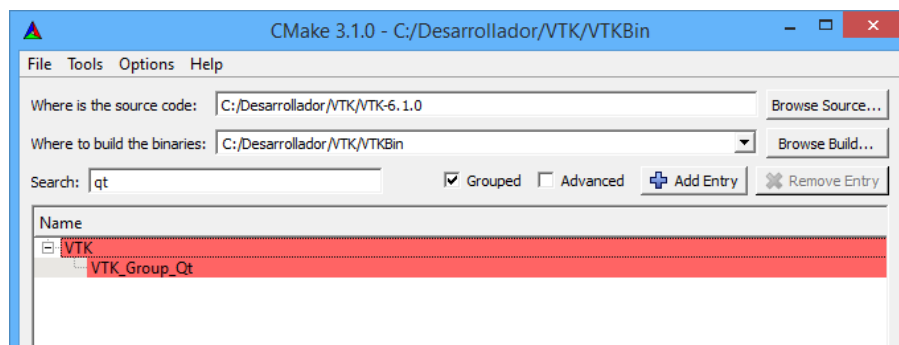 CMake 3.1.0 - C:/Desarrollador/VTK/VTKBin
File Tools Options Help
Where is the source code: C:/Desarrollador/VTK/VTK-6.1.0 Browse Source...
Where to build the binaries: C:/Desarrollador/VTK/VTKBin Browse Build...
Search: qt Grouped Advanced Add Entry Remove Entry
Name
VTK
VTK_Group_Qt